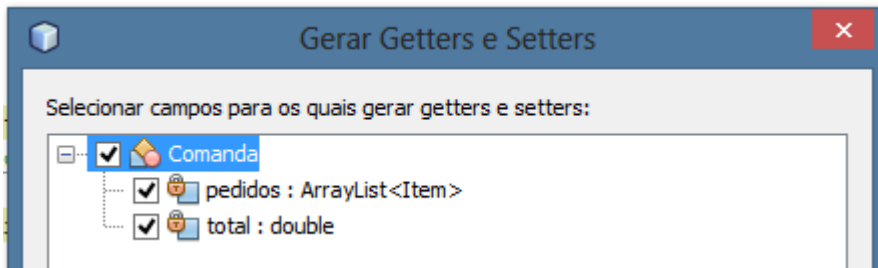 Gerar Getters e Setters
Selecionar campos para os quais gerar getters e setters:
Comanda
pedidos : ArrayList<Item>
total : double